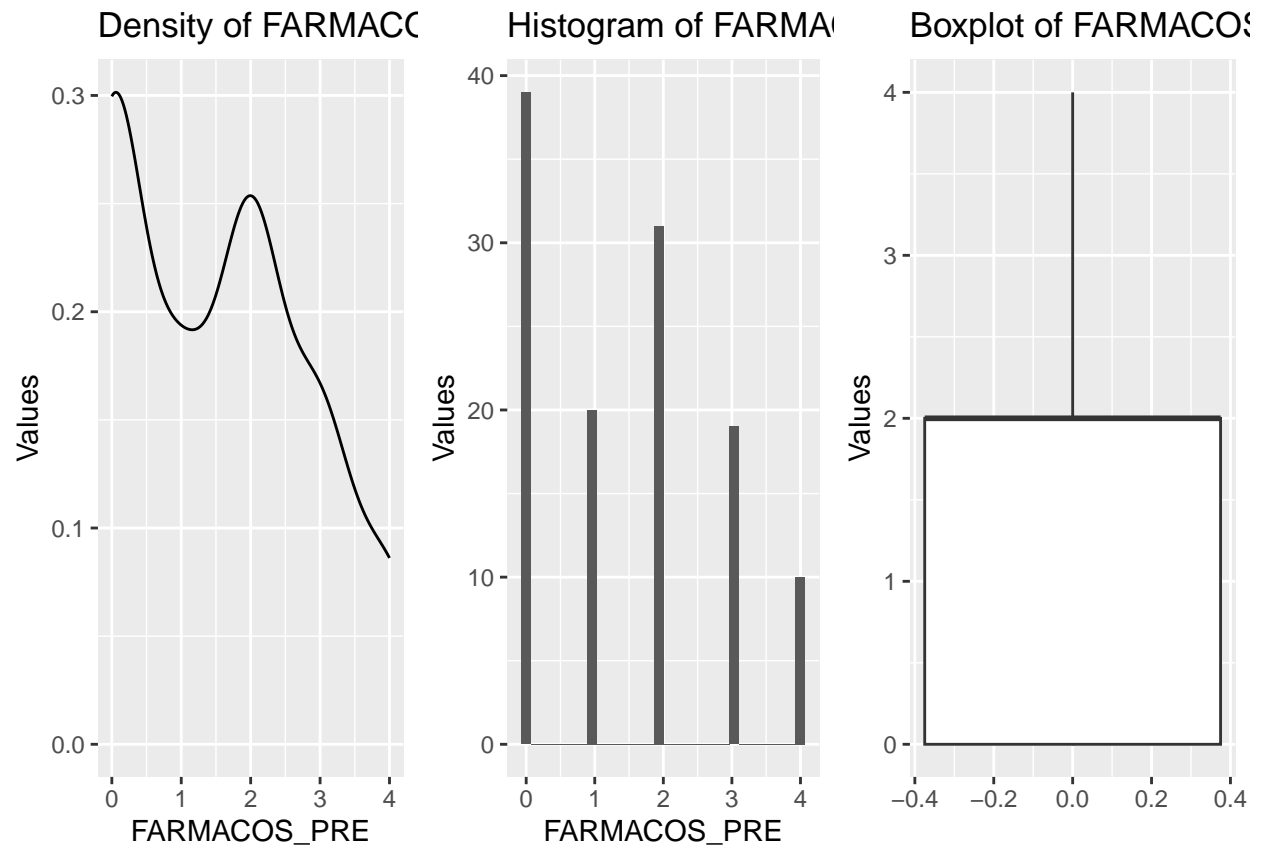 Density of FARMACO
0.3
0.2
0.1
0.0
Values
0 1 2 3 4
FARMACOS_PRE
Histogram of FARMA
40
30
20
10
0
Values
0 1 2 3 4
FARMACOS_PRE
Boxplot of FARMACOS
4
3
2
1
0
Values
−0.4 −0.2 0.0 0.2 0.4